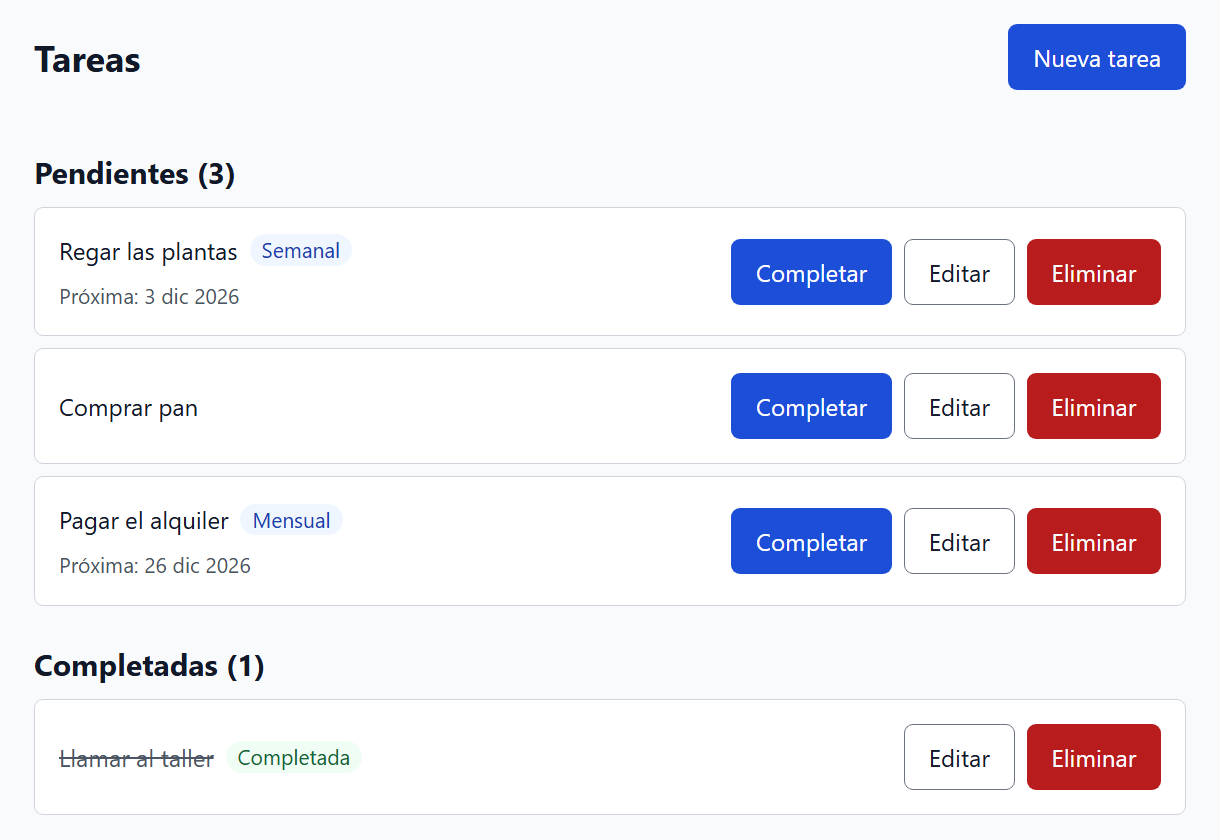 Tareas
Nueva tarea
Pendientes (3)
Regar las plantas Semanal
Próxima: 3 dic 2026
Completar Editar Eliminar
Comprar pan
Completar Editar Eliminar
Pagar el alquiler Mensual
Próxima: 26 dic 2026
Completar Editar Eliminar
Completadas (1)
Llamar al taller Completada
Editar Eliminar